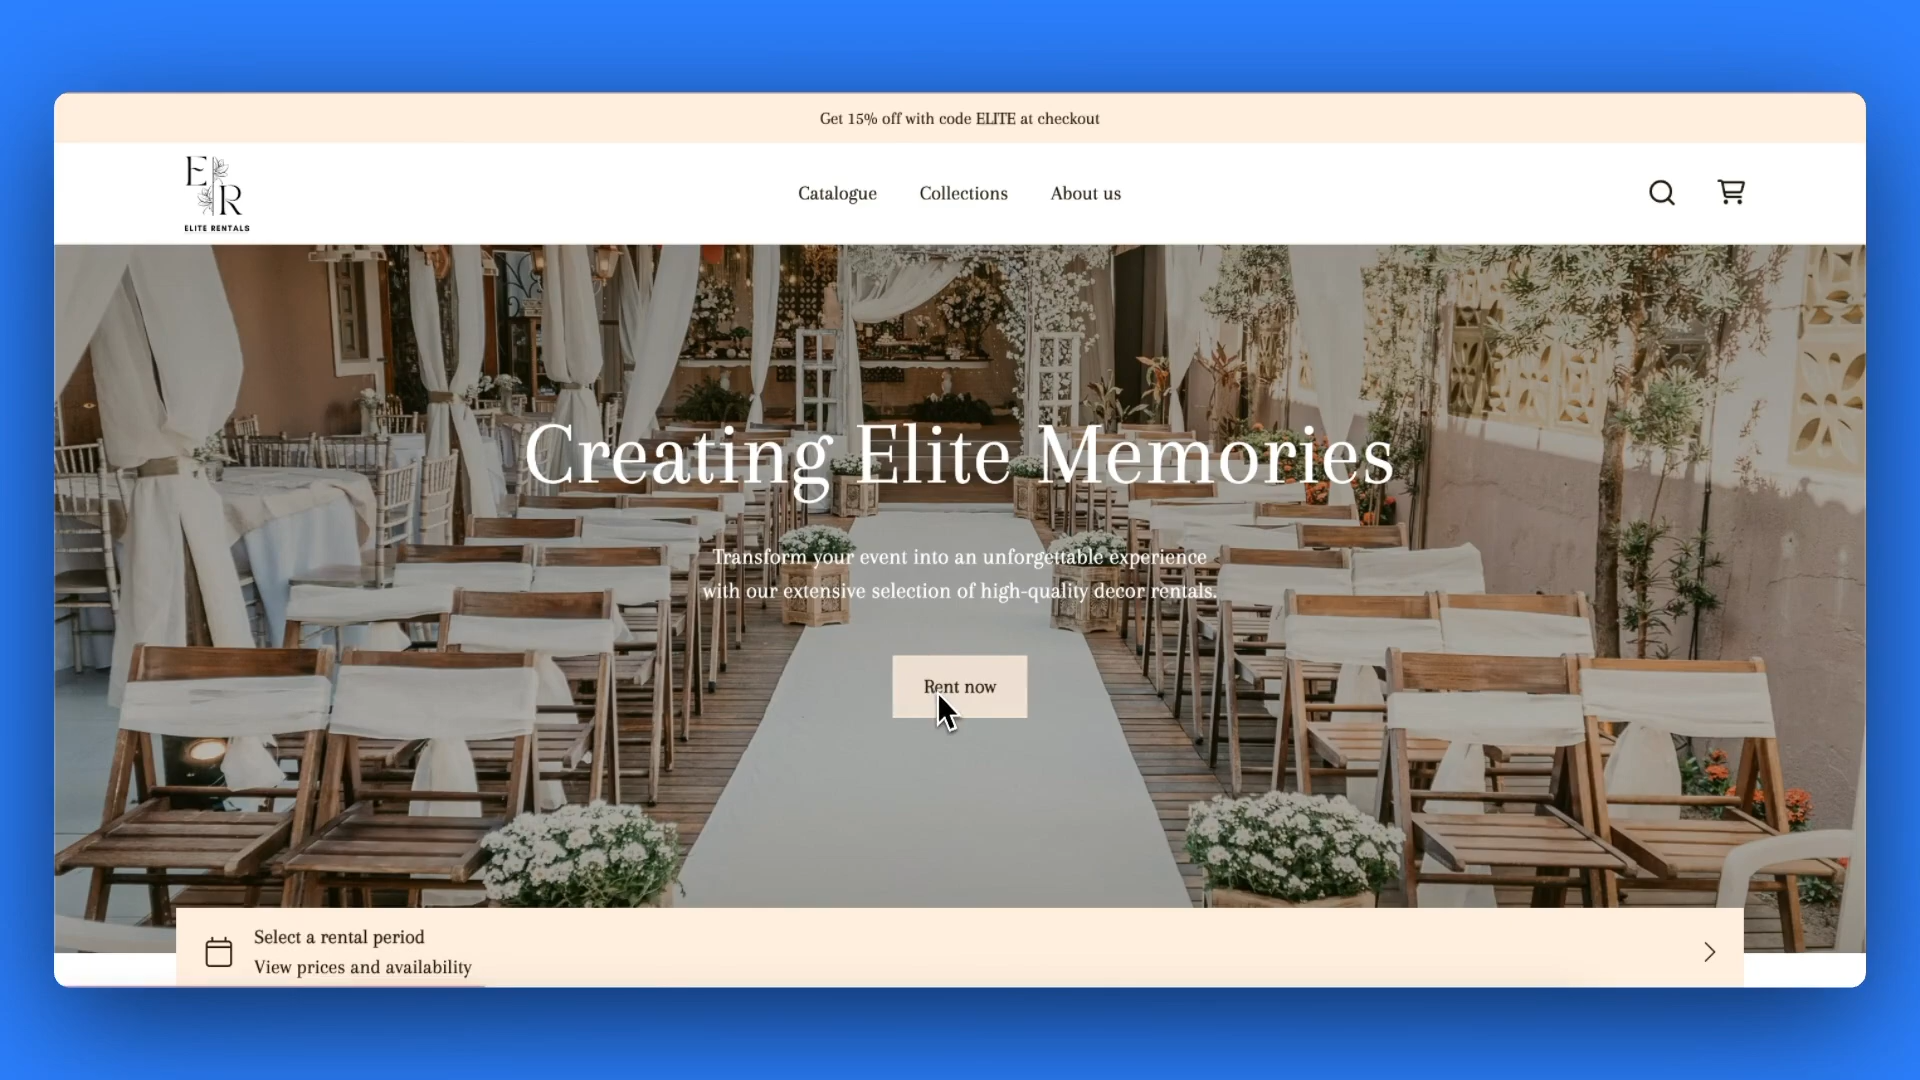 Get 15% off with code ELITE at checkout
E R
ELITE RENTALS
Catalogue Collections About us
Creating Elite Memories
Transform your event into an unforgettable experience
with our extensive selection of high-quality decor rentals.
Rent now
Select a rental period
View prices and availability